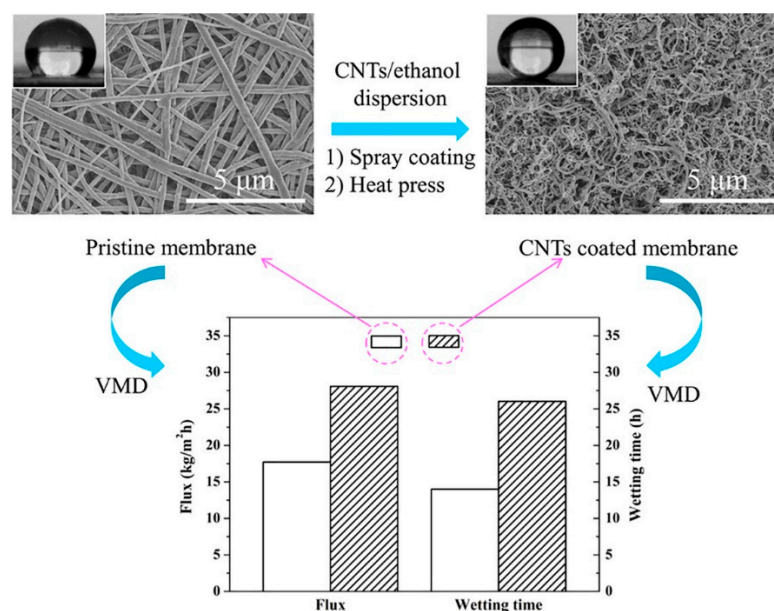 CNTs/ethanol
dispersion
1) Spray coating
2) Heat press
5 μm
5 μm
Pristine membrane
CNTs coated membrane
VMD
VMD
35
30
25
20
15
10
5
0
Flux (kg/m²h)
35
30
25
20
15
10
5
0
Wetting time (h)
Flux
Wetting time